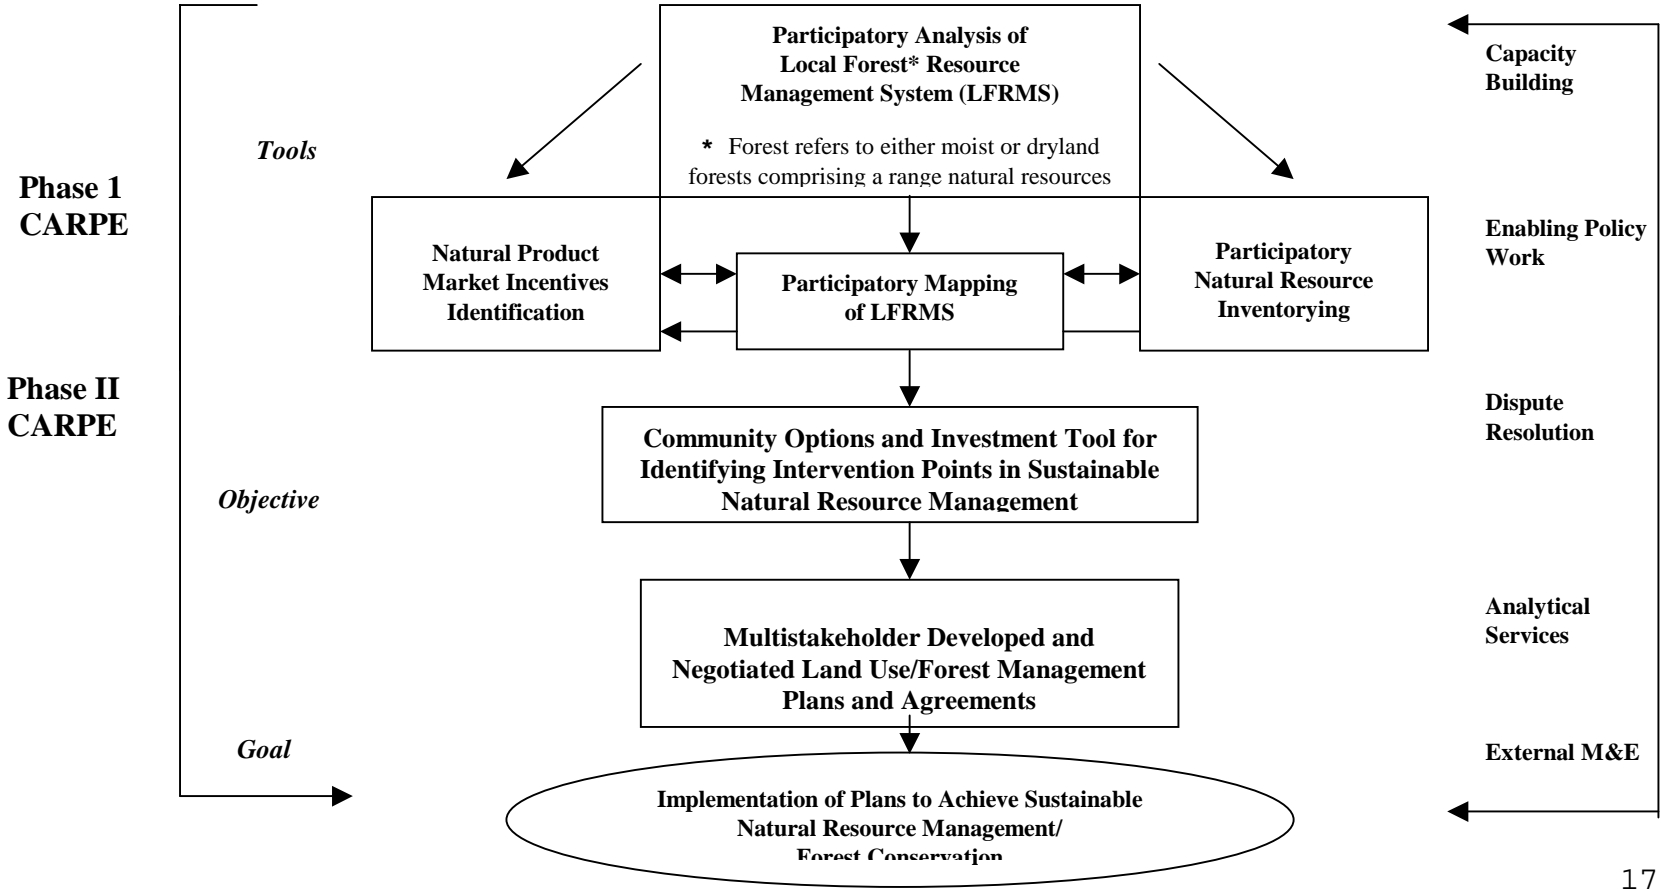 Participatory Analysis of
Local Forest* Resource
Management System (LFRMS)
* Forest refers to either moist or dryland
forests comprising a range natural resources
Capacity
Building
Tools
Phase 1
CARPE
Natural Product
Market Incentives
Identification
Participatory Mapping
of LFRMS
Participatory
Natural Resource
Inventorying
Enabling Policy
Work
Phase II
CARPE
Community Options and Investment Tool for
Identifying Intervention Points in Sustainable
Natural Resource Management
Dispute
Resolution
Objective
Multistakeholder Developed and
Negotiated Land Use/Forest Management
Plans and Agreements
Analytical
Services
Goal
External M&E
Implementation of Plans to Achieve Sustainable
Natural Resource Management/
Forest Conservation
17